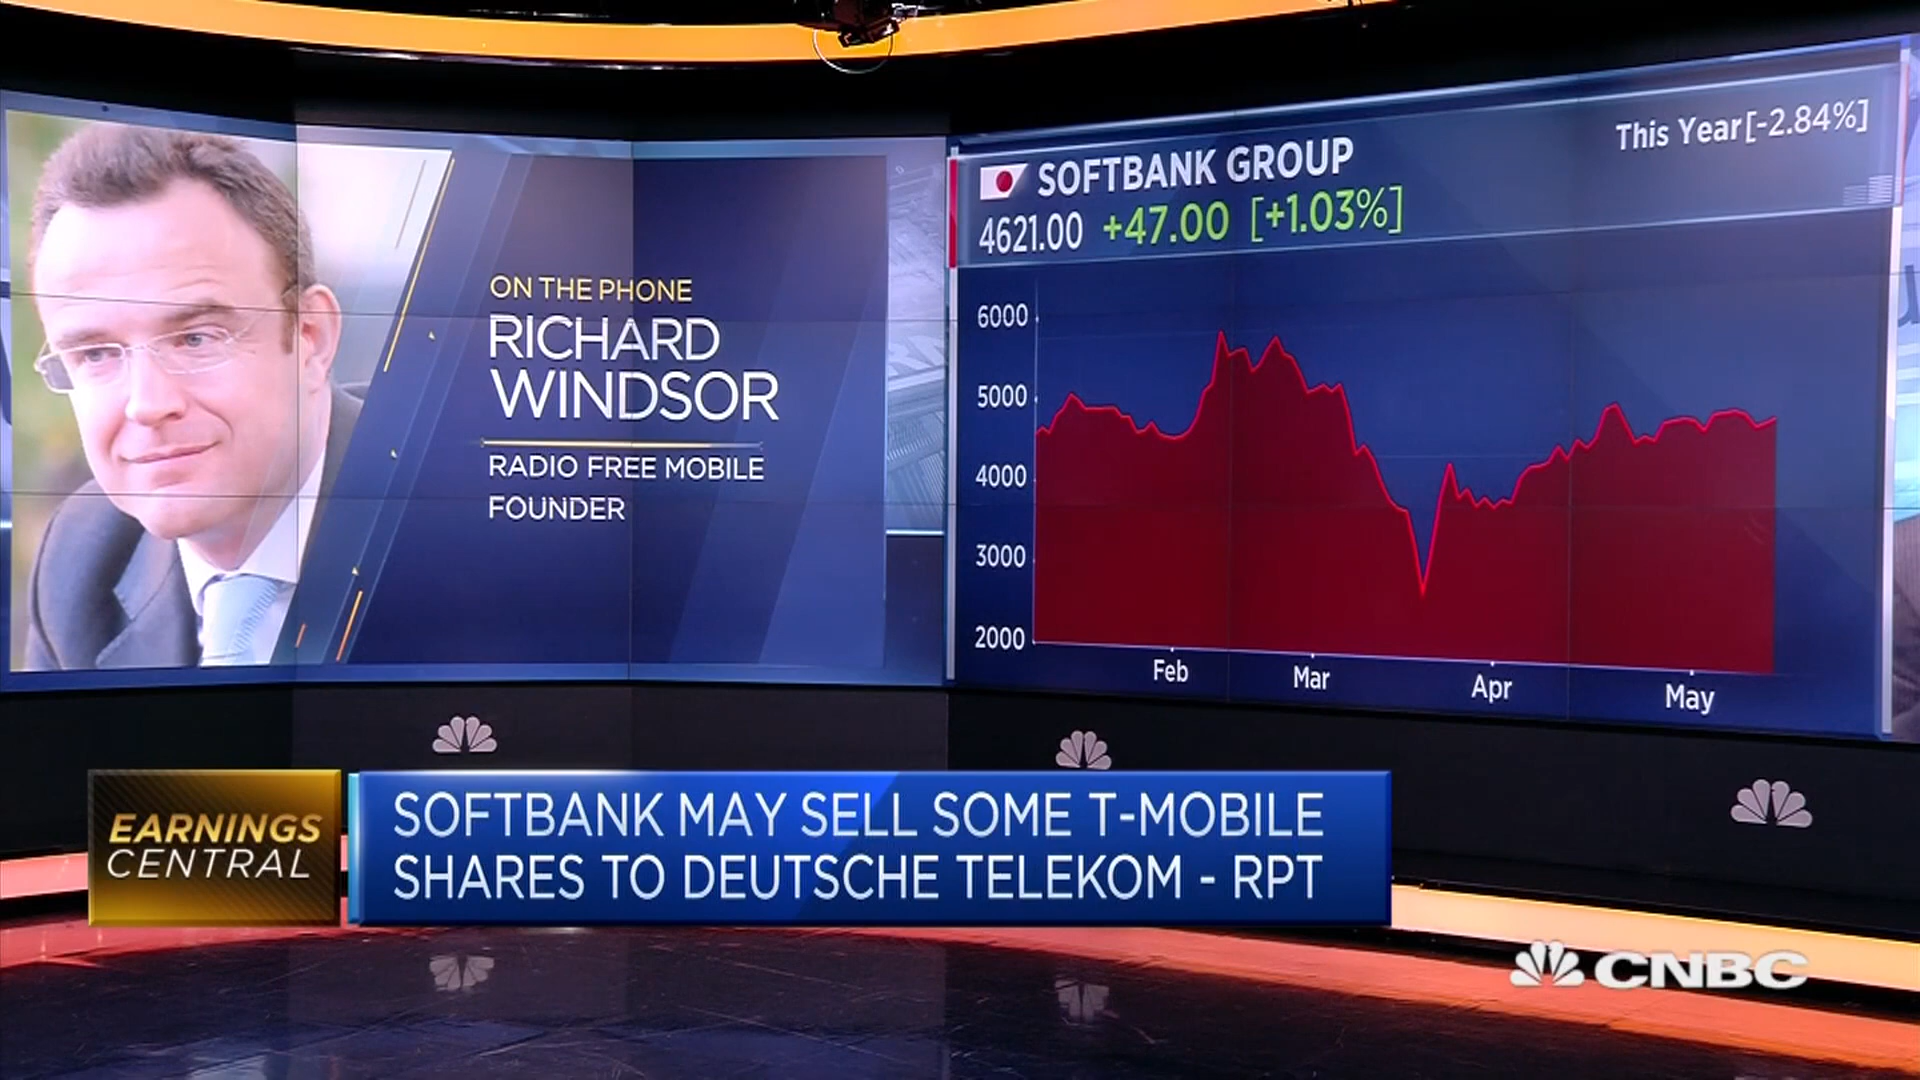 ON THE PHONE
RICHARD
WINDSOR
RADIO FREE MOBILE
FOUNDER
This Year[-2.84%]
SOFTBANK GROUP
4621.00 +47.00 [+1.03%]
6000
5000
4000
3000
2000
Feb Mar Apr May
EARNINGS
CENTRAL
SOFTBANK MAY SELL SOME T-MOBILE
SHARES TO DEUTSCHE TELEKOM - RPT
CNBC